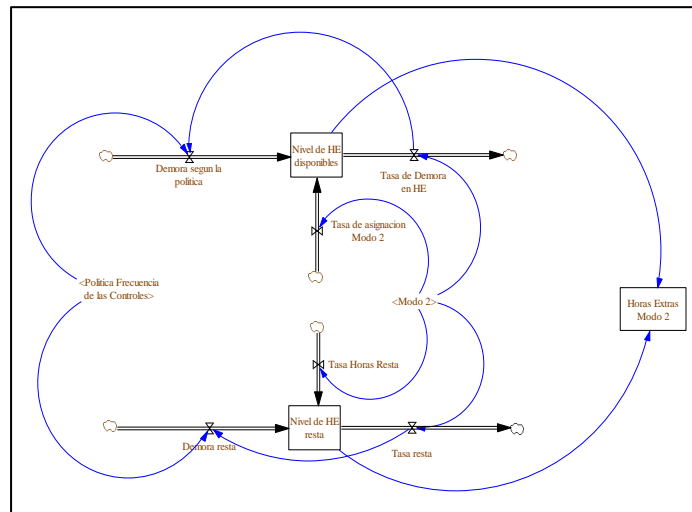 Nivel de HE
disponibles
Demora segun la
politica
Tasa de Demora
en HE
Tasa de asignacion
Modo 2
<Politica Frecuencia
de las Controles>
<Modo 2>
Horas Extras
Modo 2
Tasa Horas Resta
Nivel de HE
resta
Demora resta
Tasa resta